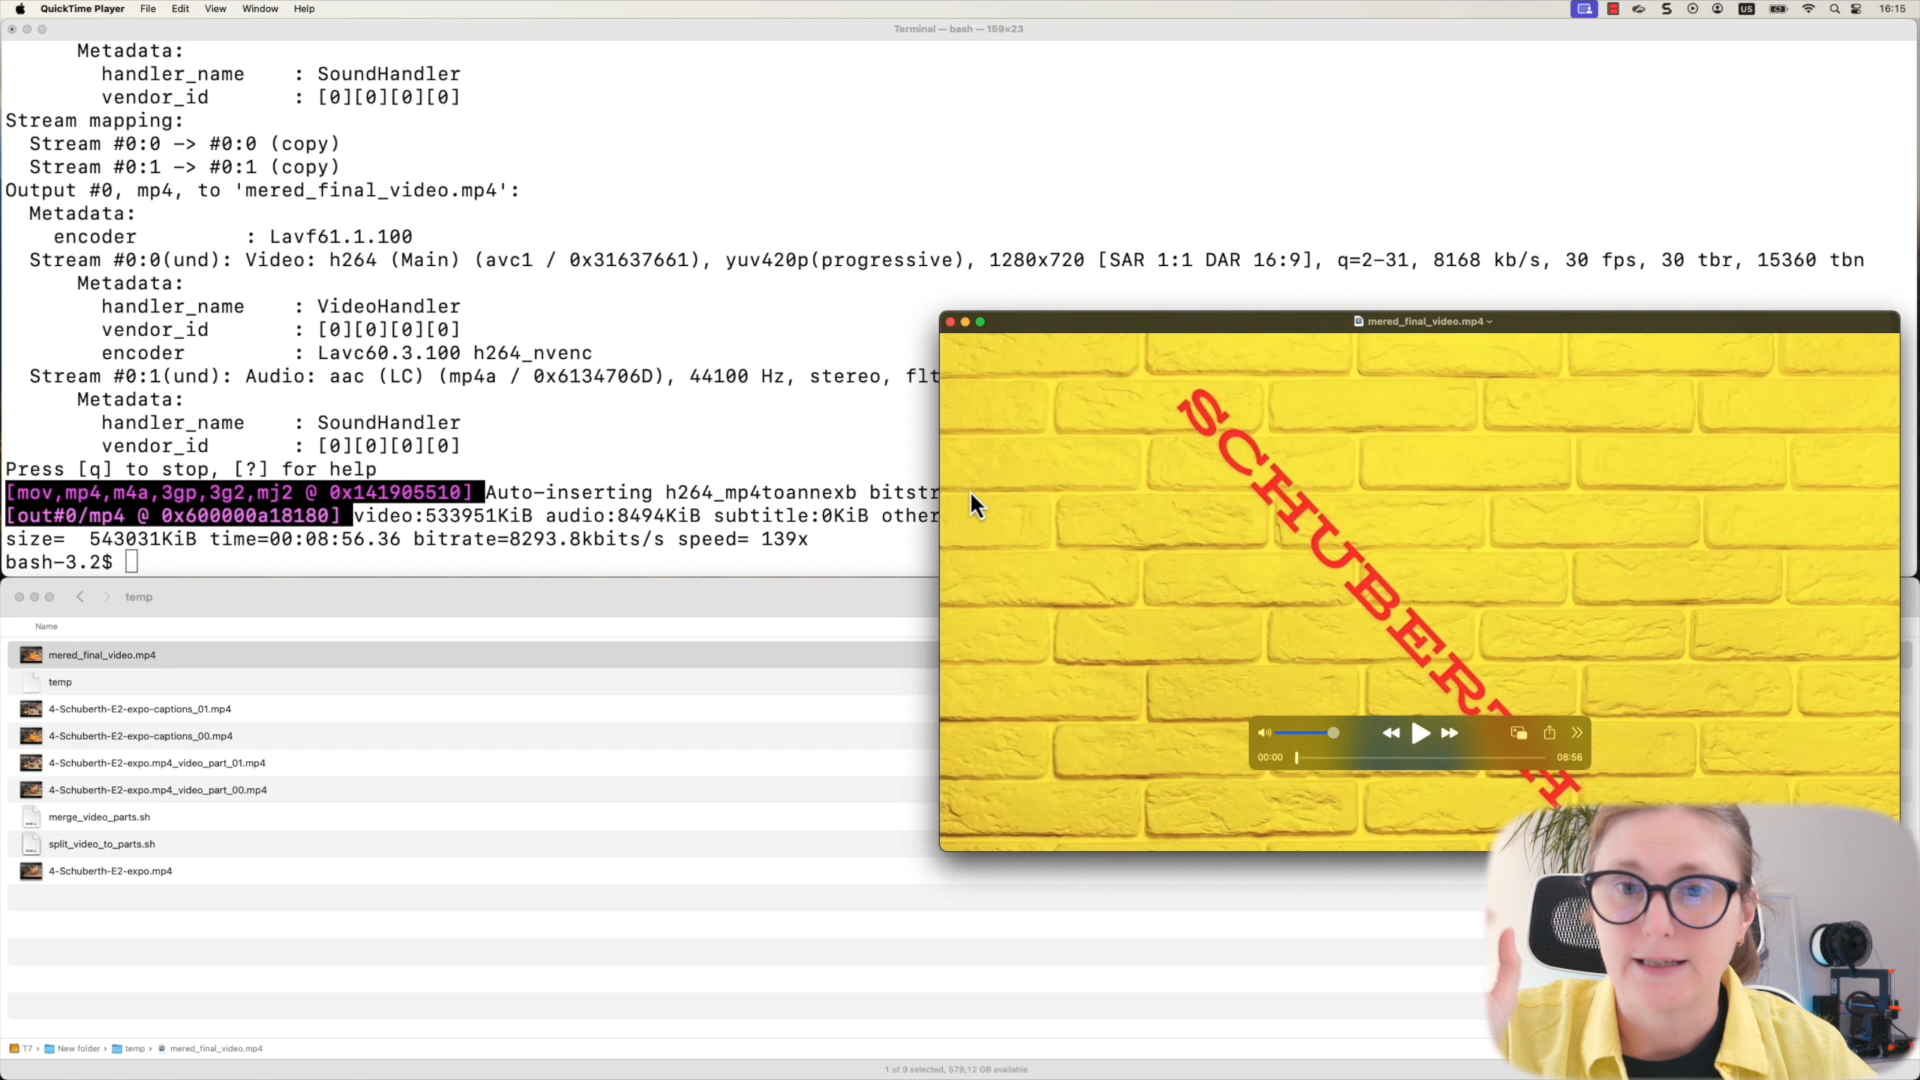 QuickTime Player File Edit View Window Help US 16:15
Terminal — bash — 159×23
Metadata:
handler_name : SoundHandler
vendor_id : [0][0][0][0]
Stream mapping:
Stream #0:0 -> #0:0 (copy)
Stream #0:1 -> #0:1 (copy)
Output #0, mp4, to 'mered_final_video.mp4':
Metadata:
encoder : Lavf61.1.100
Stream #0:0(und): Video: h264 (Main) (avc1 / 0x31637661), yuv420p(progressive), 1280x720 [SAR 1:1 DAR 16:9], q=2-31, 8168 kb/s, 30 fps, 30 tbr, 15360 tbn
Metadata:
handler_name : VideoHandler
vendor_id : [0][0][0][0]
encoder : Lavc60.3.100 h264_nvenc
Stream #0:1(und): Audio: aac (LC) (mp4a / 0x6134706D), 44100 Hz, stereo, flt
Metadata:
handler_name : SoundHandler
vendor_id : [0][0][0][0]
Press [q] to stop, [?] for help
[mov,mp4,m4a,3gp,3g2,mj2 @ 0x141905510] Auto-inserting h264_mp4toannexb bitstr
[out#0/mp4 @ 0x600000a18180] video:533951KiB audio:8494KiB subtitle:0KiB other
size= 543031KiB time=00:08:56.36 bitrate=8293.8kbits/s speed= 139x
bash-3.2$
mered_final_video.mp4
SCHUBERTH
00:00 08:56
temp
Name
mered_final_video.mp4
temp
4-Schuberth-E2-expo-captions_01.mp4
4-Schuberth-E2-expo-captions_00.mp4
4-Schuberth-E2-expo.mp4_video_part_01.mp4
4-Schuberth-E2-expo.mp4_video_part_00.mp4
merge_video_parts.sh
split_video_to_parts.sh
4-Schuberth-E2-expo.mp4
T7 › New folder › temp › mered_final_video.mp4
1 of 9 selected, 579,12 GB available